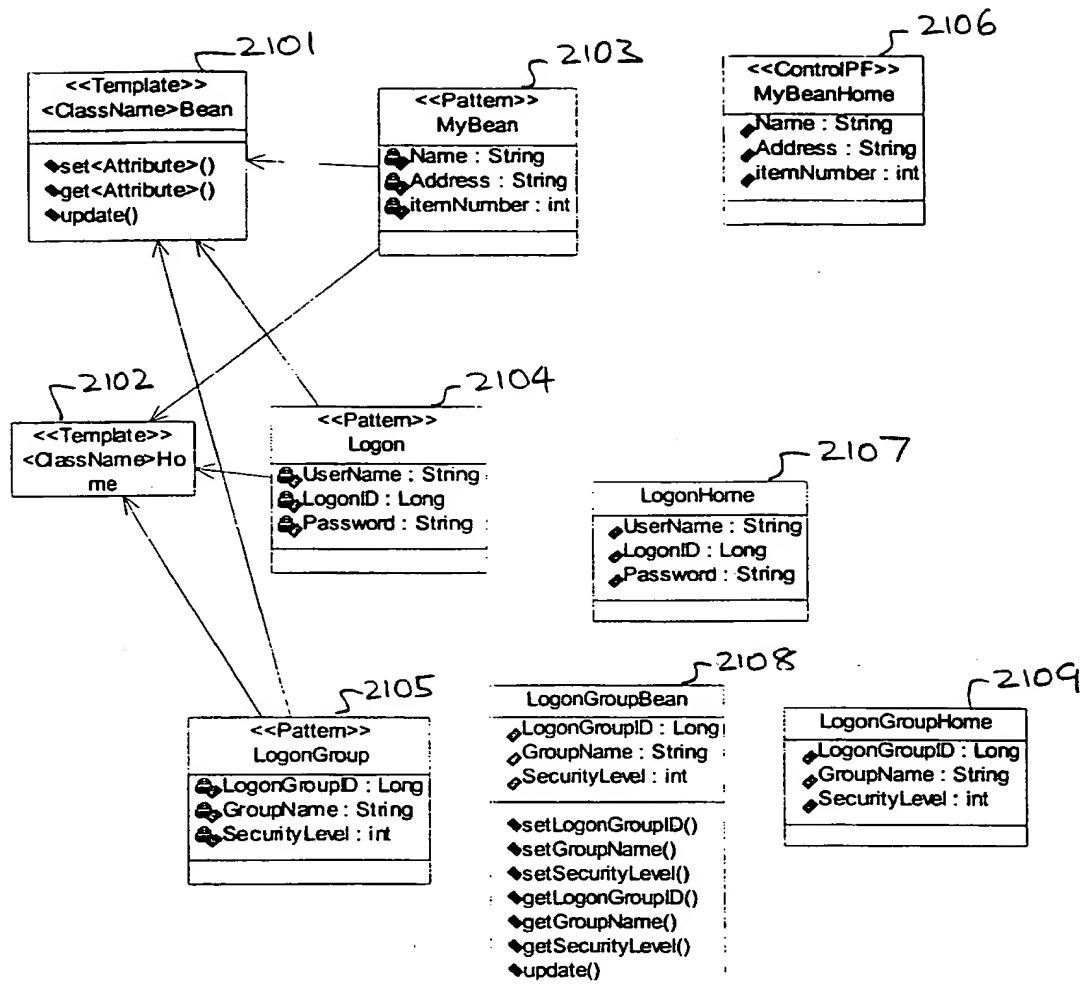 2101
<<Template>>
<ClassName>Bean
set<Attribute>()
get<Attribute>()
update()
2103
<<Pattern>>
MyBean
Name : String
Address : String
itemNumber : int
2106
<<ControlPF>>
MyBeanHome
Name : String
Address : String
itemNumber : int
2102
<<Template>>
<ClassName>Ho
me
2104
<<Pattern>>
Logon
UserName : String
LogonID : Long
Password : String
2107
LogonHome
UserName : String
LogonID : Long
Password : String
2105
<<Pattern>>
LogonGroup
LogonGroupID : Long
GroupName : String
SecurityLevel : int
2108
LogonGroupBean
LogonGroupID : Long
GroupName : String
SecurityLevel : int
setLogonGroupID()
setGroupName()
setSecurityLevel()
getLogonGroupID()
getGroupName()
getSecurityLevel()
update()
2109
LogonGroupHome
LogonGroupID : Long
GroupName : String
SecurityLevel : int